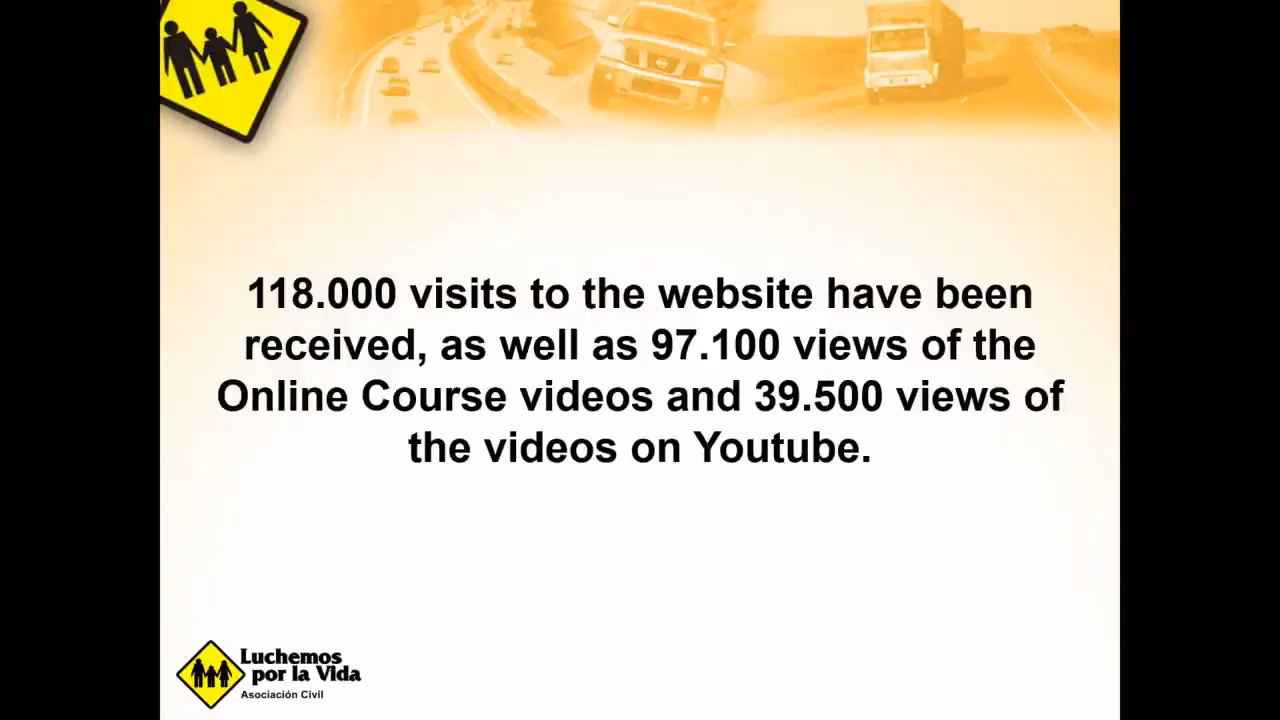 118.000 visits to the website have been
received, as well as 97.100 views of the
Online Course videos and 39.500 views of
the videos on Youtube.
Luchemos
por la Vida
Asociación Civil